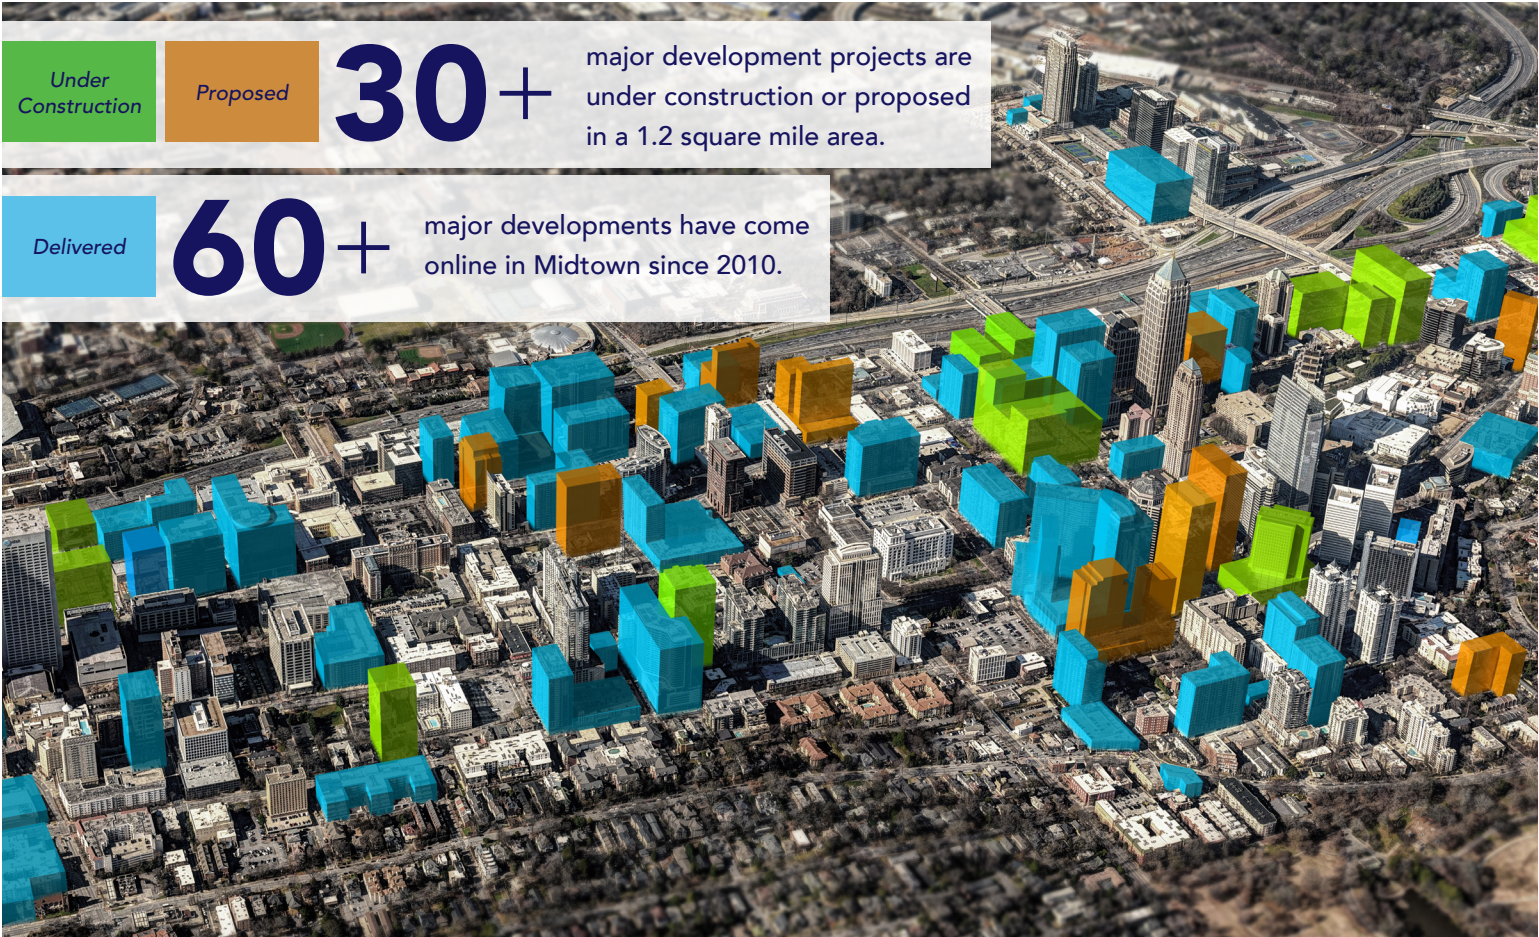 Under
Construction
Proposed
30+
major development projects are
under construction or proposed
in a 1.2 square mile area.
Delivered
60+
major developments have come
online in Midtown since 2010.